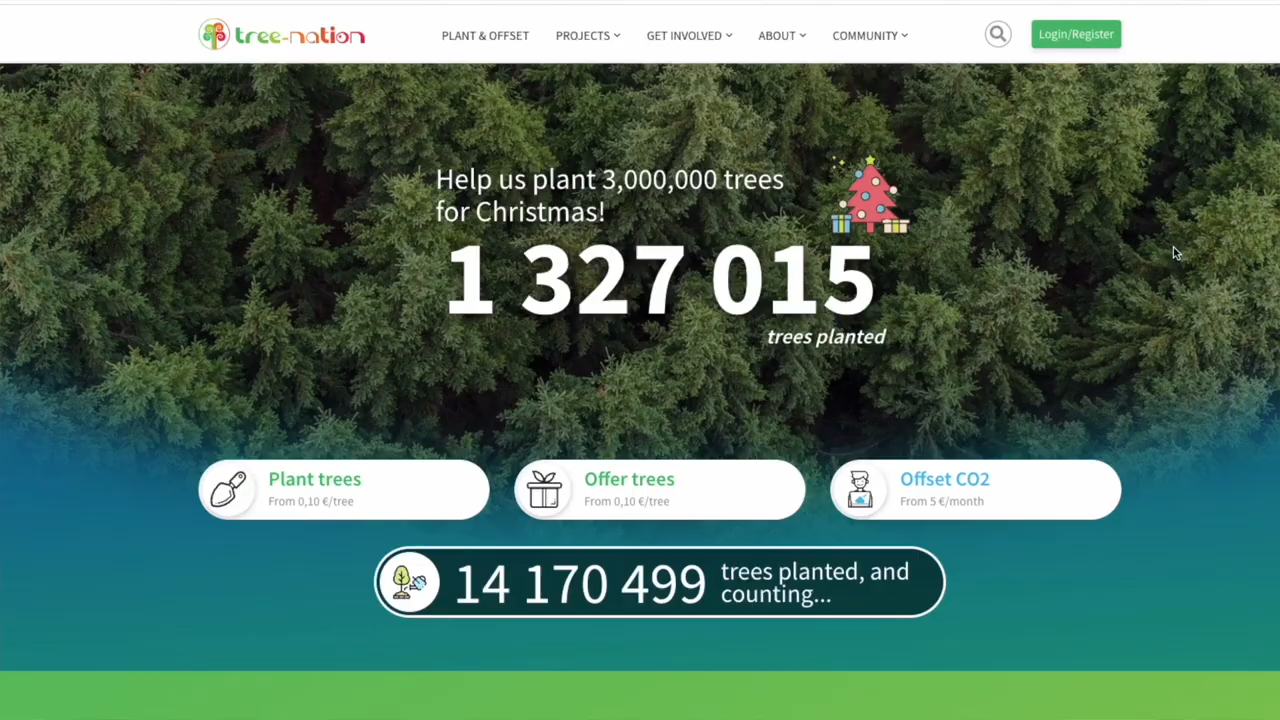 tree-nation
PLANT & OFFSET
PROJECTS
GET INVOLVED
ABOUT
COMMUNITY
Login/Register
Help us plant 3,000,000 trees
for Christmas!
1 327 015
trees planted
Plant trees
From 0,10 €/tree
Offer trees
From 0,10 €/tree
Offset CO2
From 5 €/month
14 170 499
trees planted, and
counting...